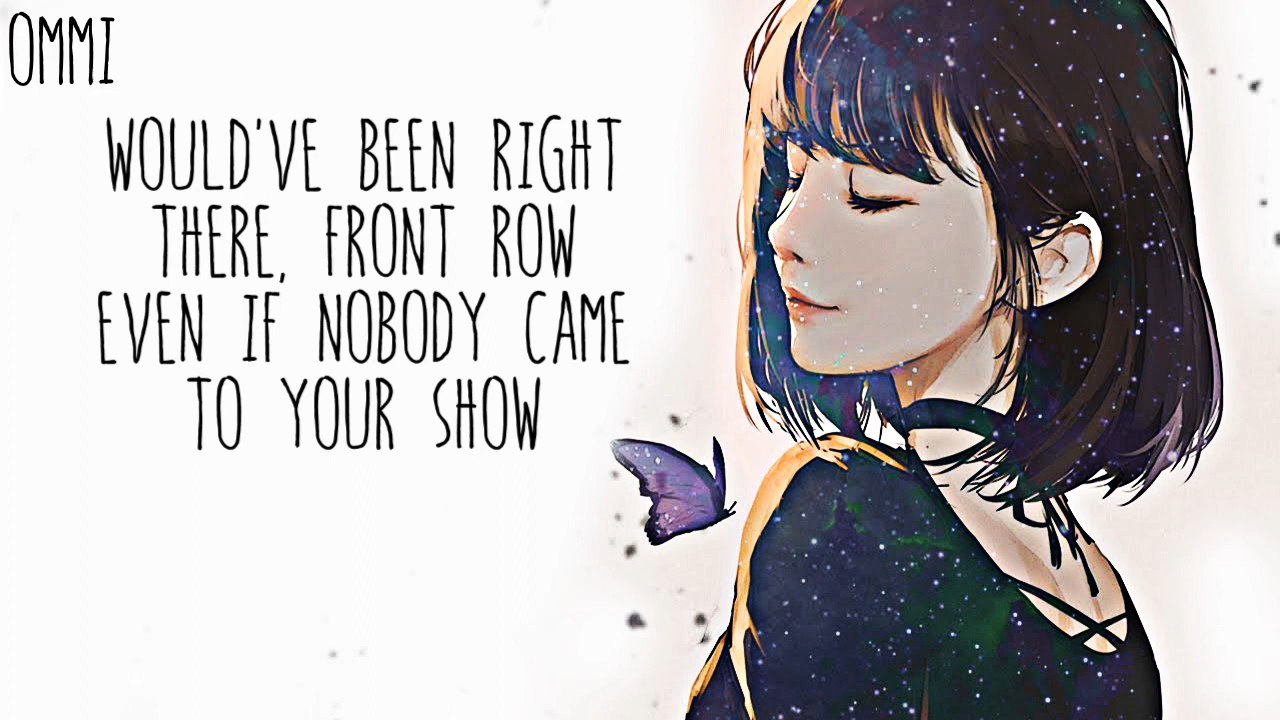 OMMI
WOULD'VE BEEN RIGHT
THERE, FRONT ROW
EVEN IF NOBODY CAME
TO YOUR SHOW